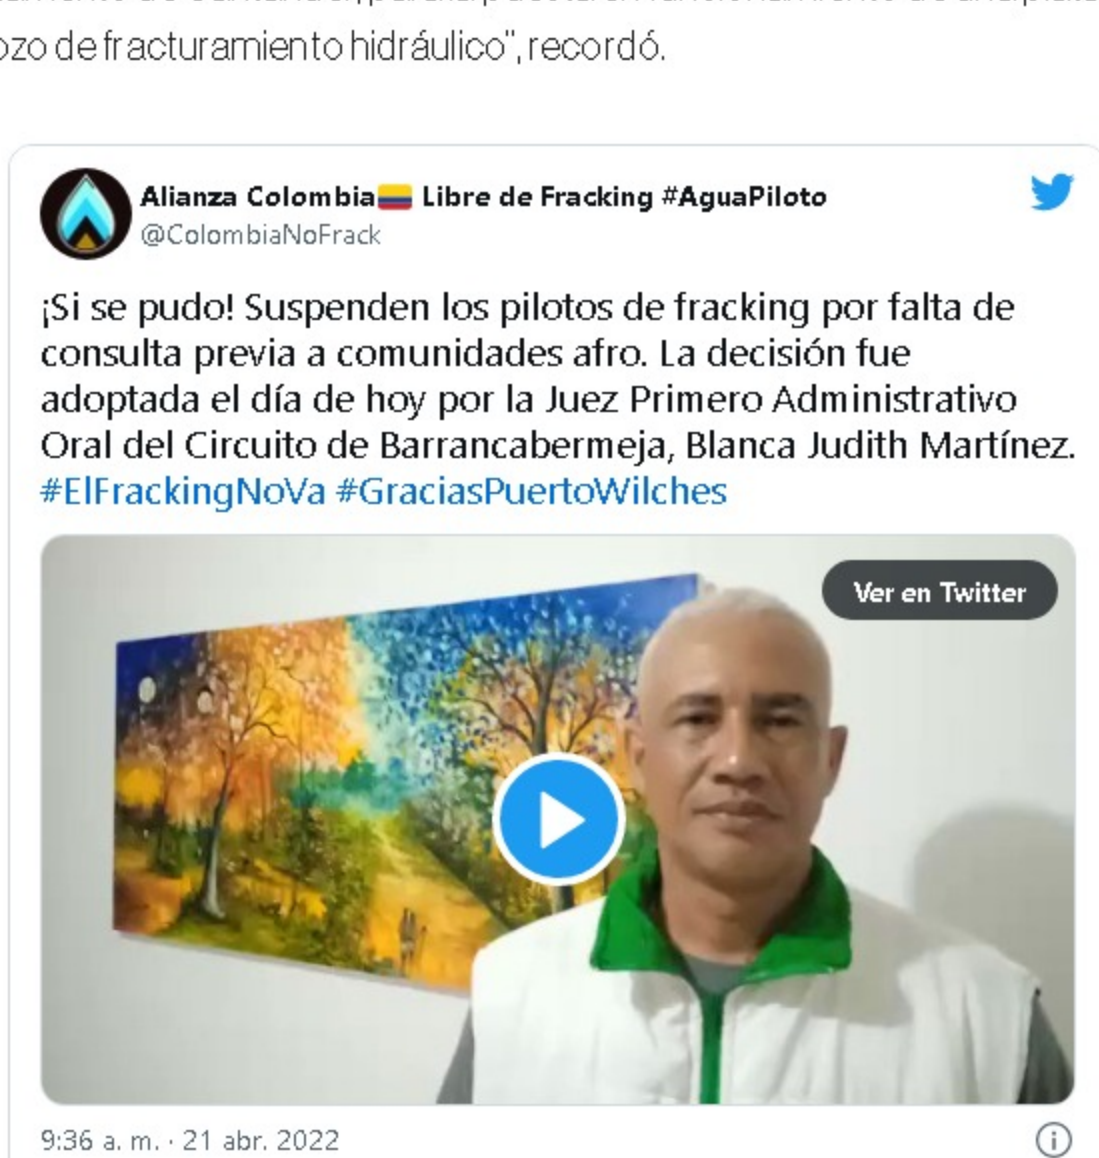 ozo de fracturamiento hidráulico", recordó.
Alianza Colombia🇨🇴 Libre de Fracking #AguaPiloto
@ColombiaNoFrack
¡Si se pudo! Suspenden los pilotos de fracking por falta de
consulta previa a comunidades afro. La decisión fue
adoptada el día de hoy por la Juez Primero Administrativo
Oral del Circuito de Barrancabermeja, Blanca Judith Martínez.
#ElFrackingNoVa #GraciasPuertoWilches
Ver en Twitter
9:36 a. m. · 21 abr. 2022